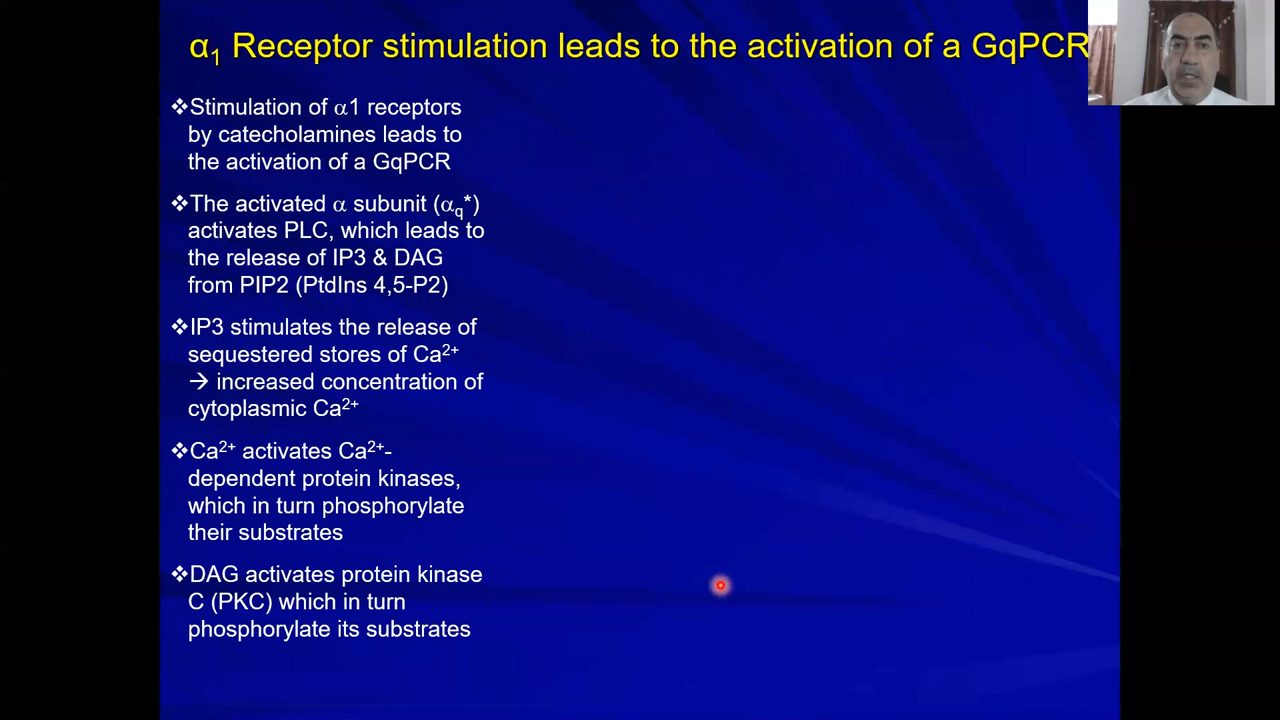 α₁ Receptor stimulation leads to the activation of a GqPCR
❖Stimulation of α1 receptors
by catecholamines leads to
the activation of a GqPCR
❖The activated α subunit (αq*)
activates PLC, which leads to
the release of IP3 & DAG
from PIP2 (PtdIns 4,5-P2)
❖IP3 stimulates the release of
sequestered stores of Ca²⁺
→ increased concentration of
cytoplasmic Ca²⁺
❖Ca²⁺ activates Ca²⁺-
dependent protein kinases,
which in turn phosphorylate
their substrates
❖DAG activates protein kinase
C (PKC) which in turn
phosphorylate its substrates